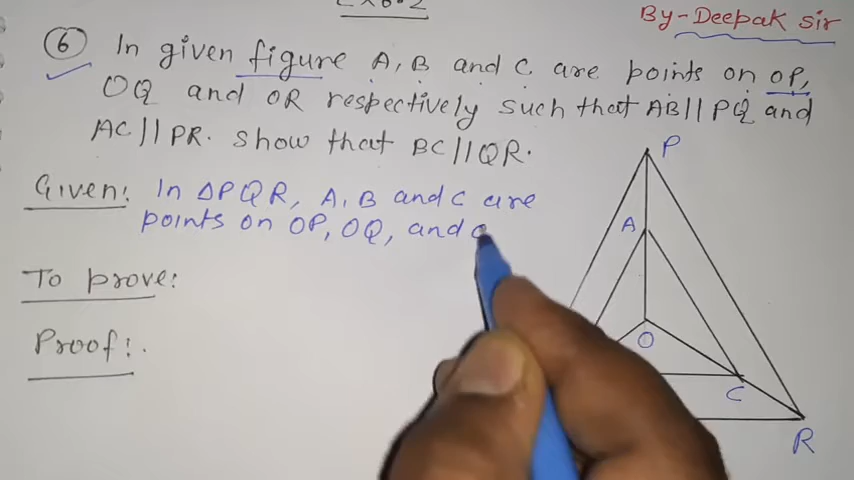 By-Deepak sir
6 In given figure A, B and C. are points on OP,
OQ and OR respectively such that AB||PQ and
AC||PR. Show that BC||QR.
Given: In △PQR, A, B and C are
points on OP, OQ, and
To prove:
Proof:
P
A
O
C
R